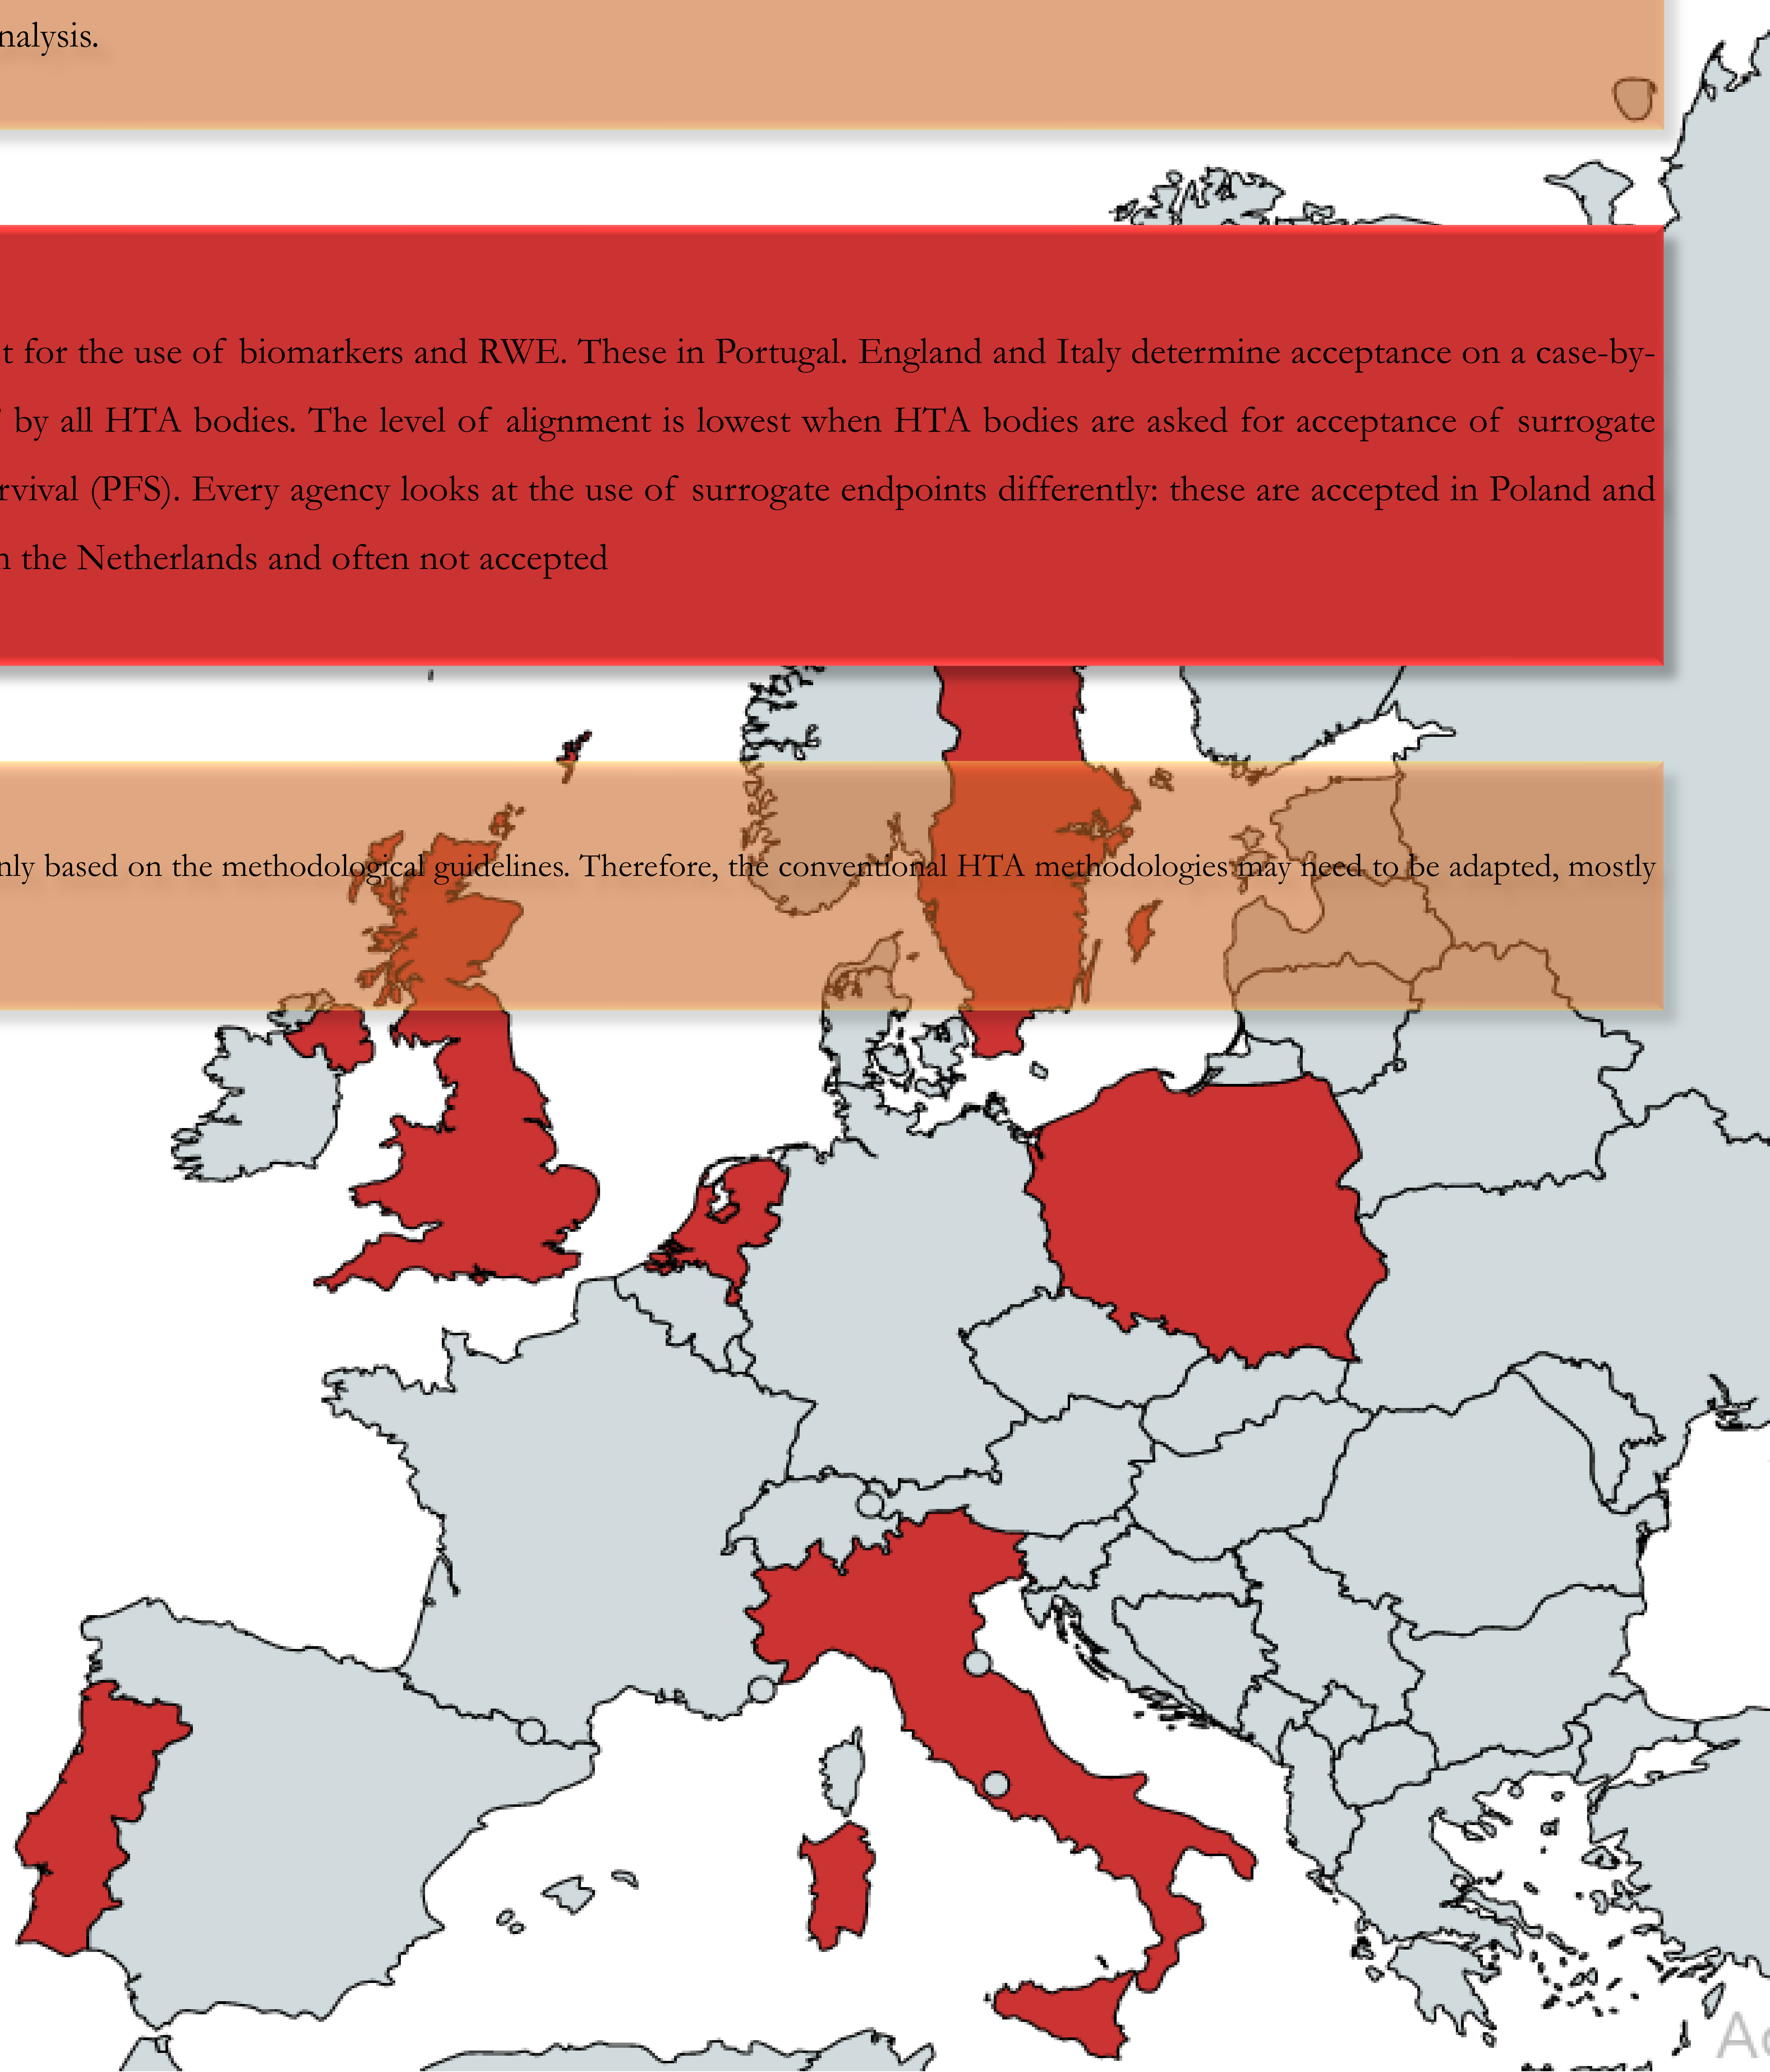 nalysis.
t for the use of biomarkers and RWE. These in Portugal. England and Italy determine acceptance on a case-by-
by all HTA bodies. The level of alignment is lowest when HTA bodies are asked for acceptance of surrogate
rvival (PFS). Every agency looks at the use of surrogate endpoints differently: these are accepted in Poland and
n the Netherlands and often not accepted
nly based on the methodological guidelines. Therefore, the conventional HTA methodologies may need to be adapted, mostly
Ac